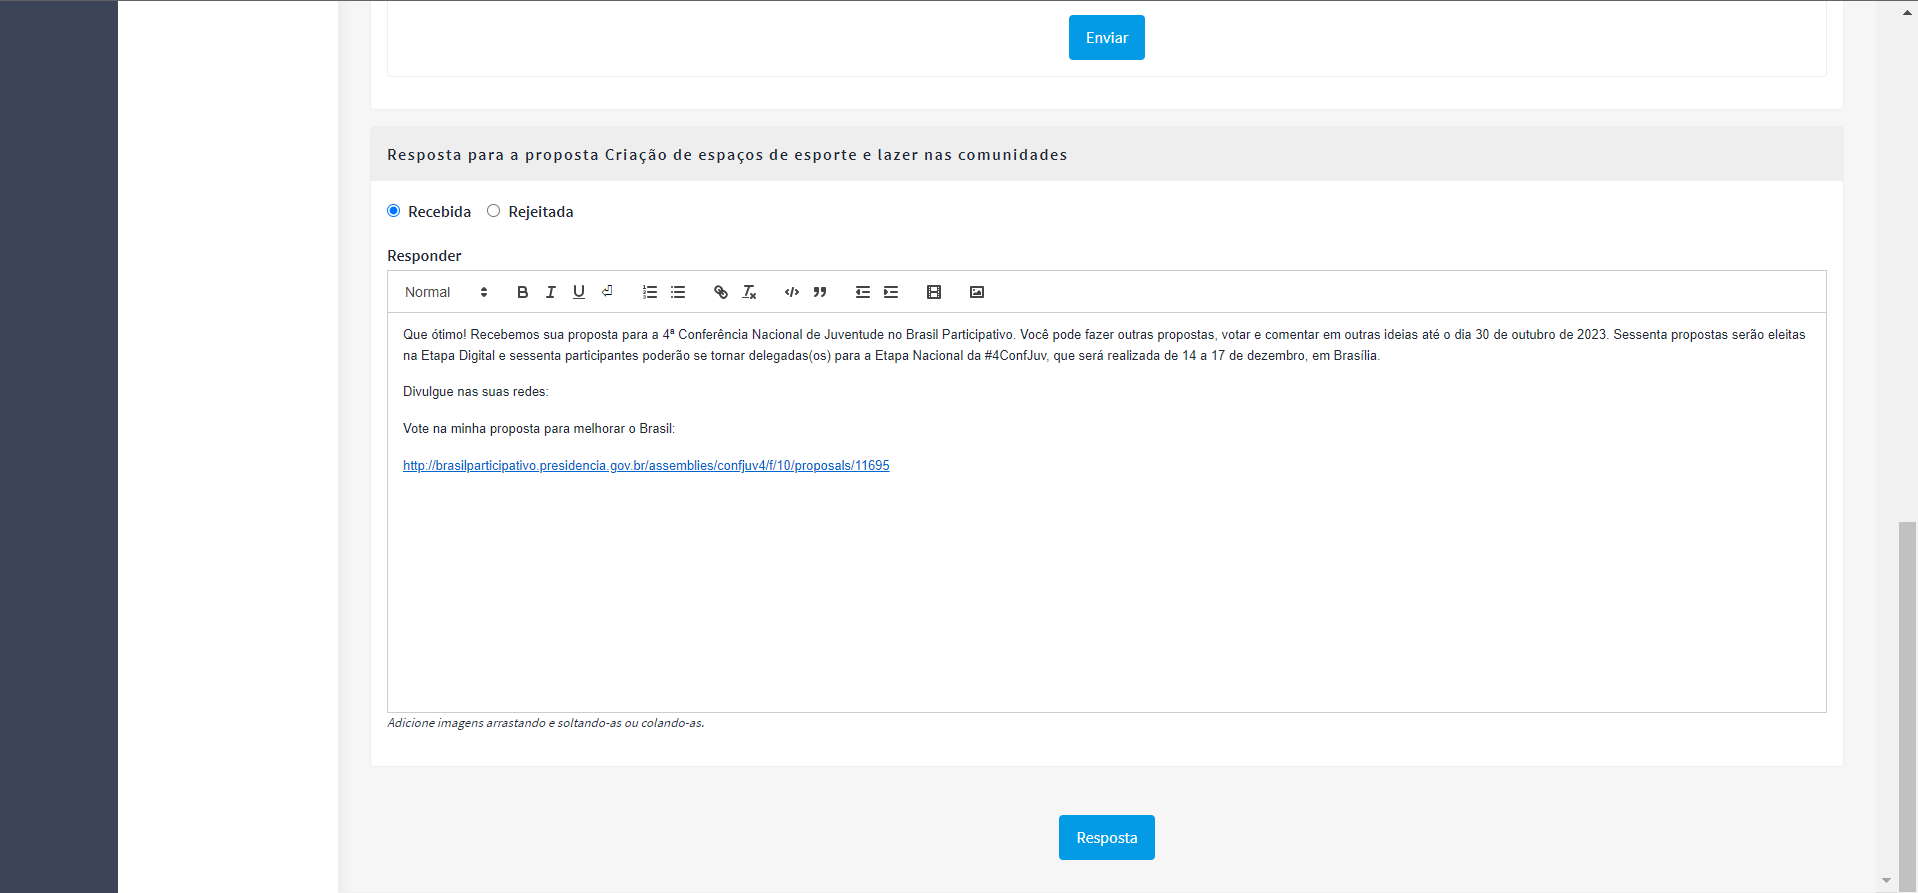 Enviar
Resposta para a proposta Criação de espaços de esporte e lazer nas comunidades
Recebida Rejeitada
Responder
Normal
Que ótimo! Recebemos sua proposta para a 4ª Conferência Nacional de Juventude no Brasil Participativo. Você pode fazer outras propostas, votar e comentar em outras ideias até o dia 30 de outubro de 2023. Sessenta propostas serão eleitas
na Etapa Digital e sessenta participantes poderão se tornar delegadas(os) para a Etapa Nacional da #4ConfJuv, que será realizada de 14 a 17 de dezembro, em Brasília.
Divulgue nas suas redes:
Vote na minha proposta para melhorar o Brasil:
http://brasilparticipativo.presidencia.gov.br/assemblies/confjuv4/f/10/proposals/11695
Adicione imagens arrastando e soltando-as ou colando-as.
Resposta